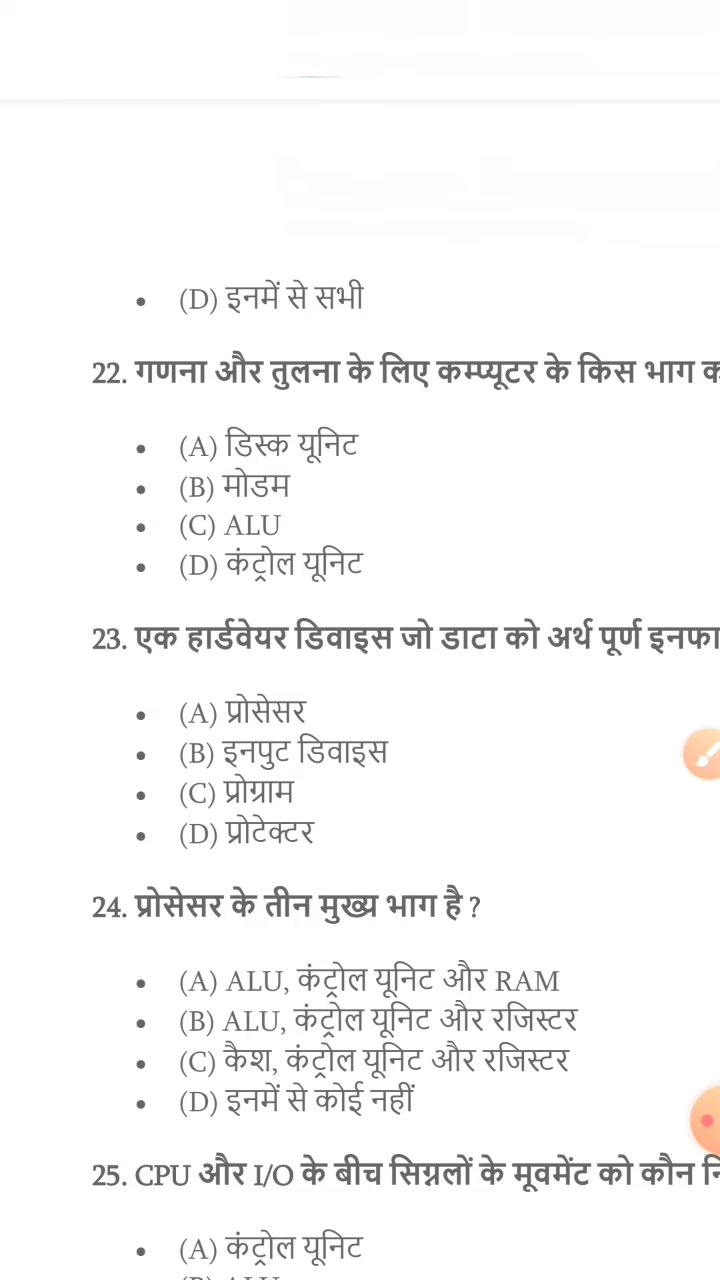 (D) इनमें से सभी
22. गणना और तुलना के लिए कम्प्यूटर के किस भाग
(A) डिस्क यूनिट
(B) मोडम
(C) ALU
(D) कंट्रोल यूनिट
23. एक हार्डवेयर डिवाइस जो डाटा को अर्थ पूर्ण
(A) प्रोसेसर
(B) इनपुट डिवाइस
(C) प्रोग्राम
(D) प्रोटेक्टर
24. प्रोसेसर के तीन मुख्य भाग है ?
(A) ALU, कंट्रोल यूनिट और RAM
(B) ALU, कंट्रोल यूनिट और रजिस्टर
(C) कैश, कंट्रोल यूनिट और रजिस्टर
(D) इनमें से कोई नहीं
25. CPU और I/O के बीच सिग्नलों के मूवमेंट को कौन
(A) कंट्रोल यूनिट